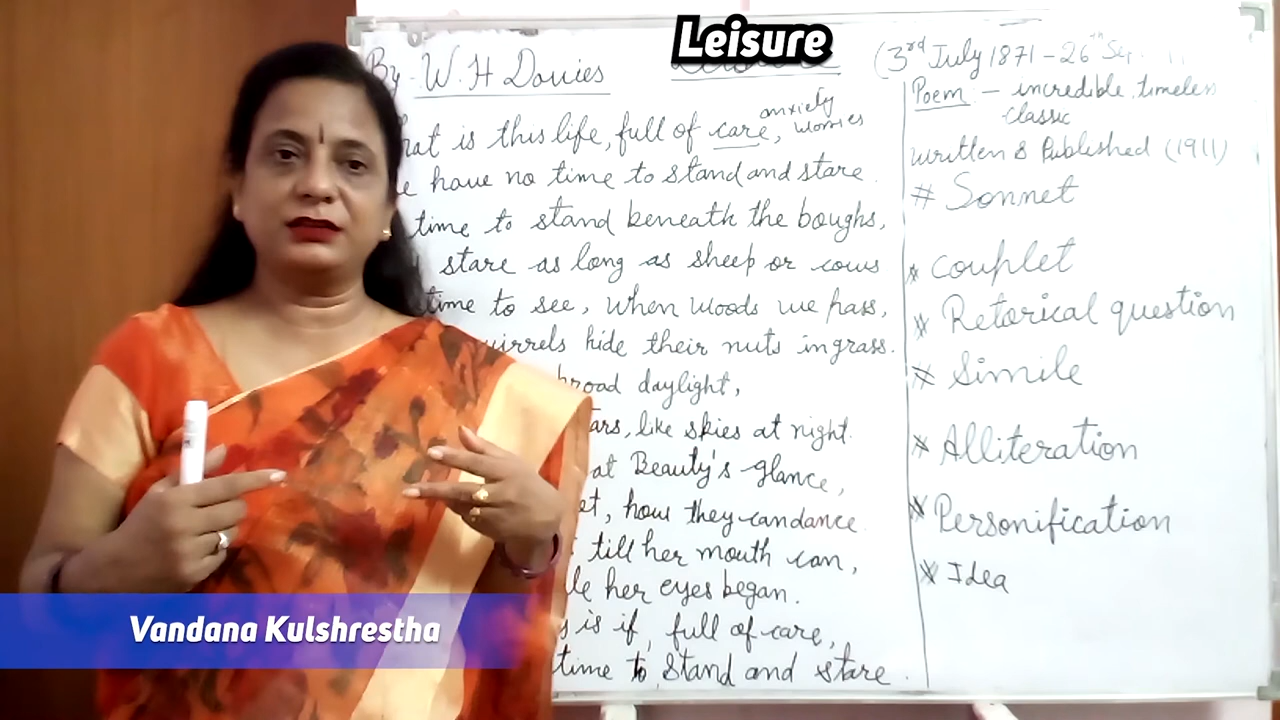 Leisure
By - W. H Davies
(3rd July 1871 - 26th Sep.
hat is this life, full of care,
anxiety
worries
e have no time to stand and stare.
time to stand beneath the boughs,
stare as long as sheep or cows
time to see, when woods we pass,
uirrels hide their nuts in grass.
broad daylight,
ars, like skies at night.
at Beauty's glance,
et, how they can dance.
till her mouth can,
her eyes began.
s is if, full of care,
time to stand and stare.
Poem :- incredible, timeless
classic
written & Published (1911)
# Sonnet
* couplet
* Retorical question
* Simile
* Alliteration
* Personification
* Idea
Vandana Kulshrestha